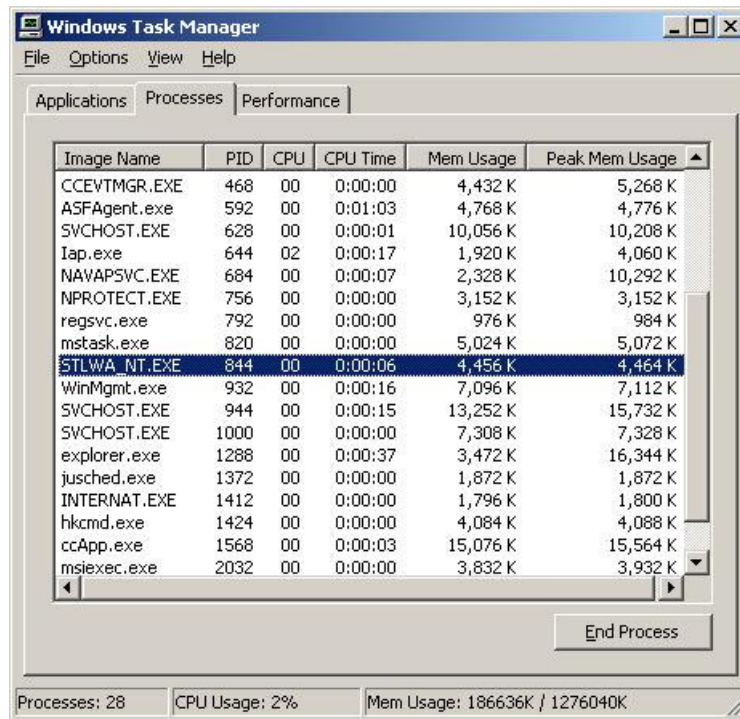 Windows Task Manager
File Options View Help
Applications Processes Performance
Image Name PID CPU CPU Time Mem Usage Peak Mem Usage
CCEVTMGR.EXE 468 00 0:00:00 4,432 K 5,268 K
ASFAgent.exe 592 00 0:01:03 4,768 K 4,776 K
SVCHOST.EXE 628 00 0:00:01 10,056 K 10,208 K
Iap.exe 644 02 0:00:17 1,920 K 4,060 K
NAVAPSVC.EXE 684 00 0:00:07 2,328 K 10,292 K
NPROTECT.EXE 756 00 0:00:00 3,152 K 3,152 K
regsvc.exe 792 00 0:00:00 976 K 984 K
mstask.exe 820 00 0:00:00 5,024 K 5,072 K
STLWA_NT.EXE 844 00 0:00:06 4,456 K 4,464 K
WinMgmt.exe 932 00 0:00:16 7,096 K 7,112 K
SVCHOST.EXE 944 00 0:00:15 13,252 K 15,732 K
SVCHOST.EXE 1000 00 0:00:00 7,308 K 7,328 K
explorer.exe 1288 00 0:00:37 3,472 K 16,344 K
jusched.exe 1372 00 0:00:00 1,872 K 1,872 K
INTERNAT.EXE 1412 00 0:00:00 1,796 K 1,800 K
hkcmd.exe 1424 00 0:00:00 4,084 K 4,088 K
ccApp.exe 1568 00 0:00:03 15,076 K 15,564 K
msiexec.exe 2032 00 0:00:00 3,832 K 3,932 K
End Process
Processes: 28 CPU Usage: 2% Mem Usage: 186636K / 1276040K